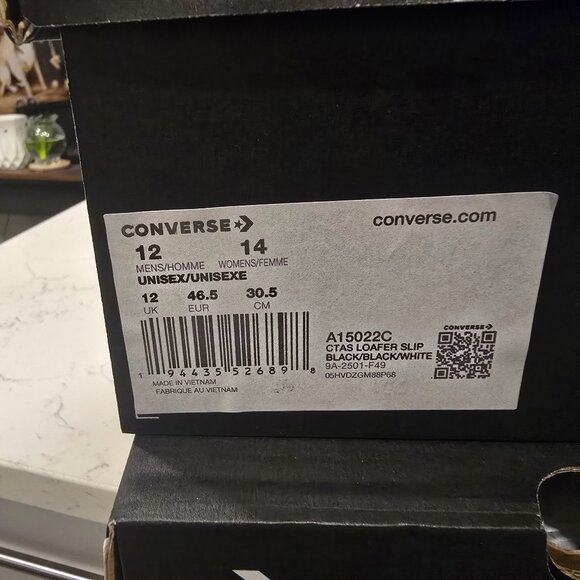 CONVERSE
converse.com
12 14
MENS/HOMME WOMENS/FEMME
UNISEX/UNISEXE
12 46.5 30.5
UK EUR CM
1 94435 52689 8
MADE IN VIETNAM
FABRIQUE AU VIETNAM
A15022C
CTAS LOAFER SLIP
BLACK/BLACK/WHITE
9A-2501-F49
05HVDZGM88P68
CONVERSE